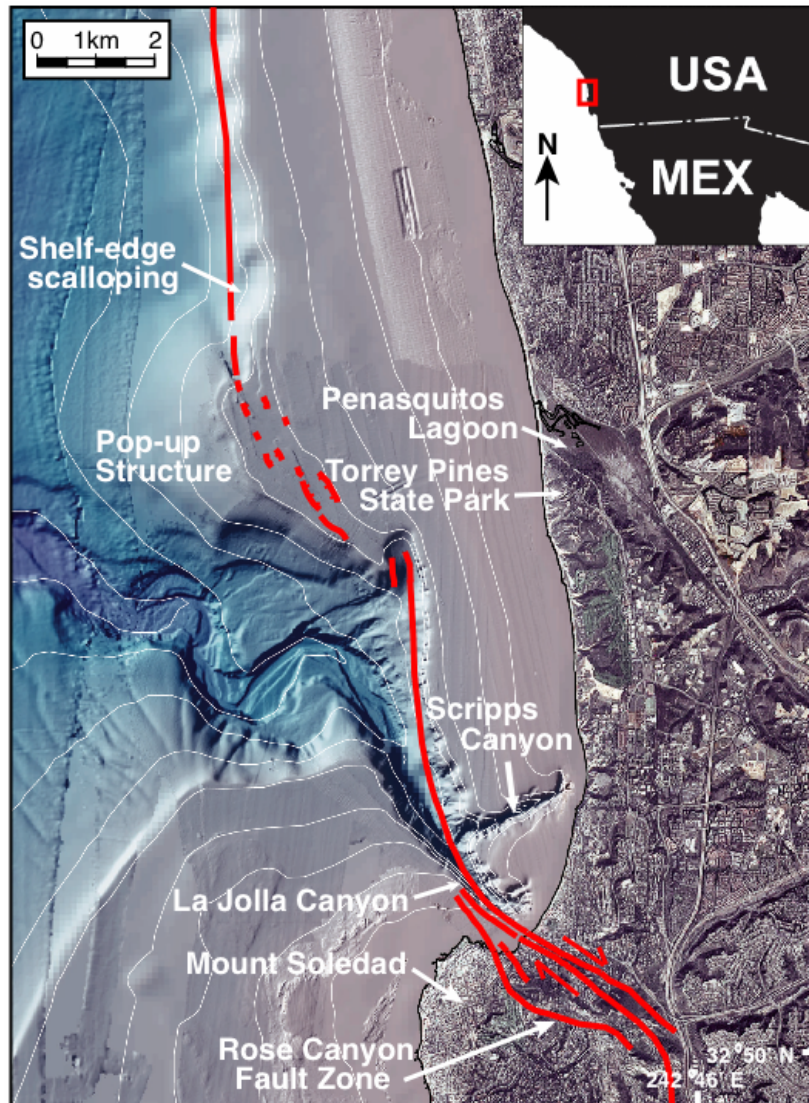 0 1km 2
USA
N
MEX
Shelf-edge
scalloping
Penasquitos
Lagoon
Pop-up
Structure
Torrey Pines
State Park
Scripps
Canyon
La Jolla Canyon
Mount Soledad
Rose Canyon
Fault Zone
32°50' N
242°46' E